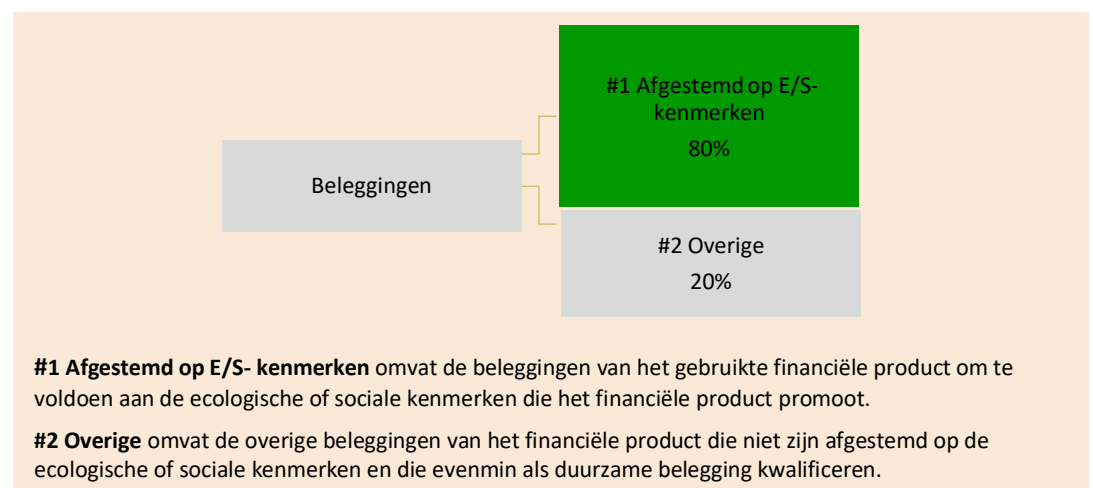 #1 Afgestemd op E/S-
kenmerken
80%
Beleggingen
#2 Overige
20%
#1 Afgestemd op E/S- kenmerken omvat de beleggingen van het gebruikte financiële product om te
voldoen aan de ecologische of sociale kenmerken die het financiële product promoot.
#2 Overige omvat de overige beleggingen van het financiële product die niet zijn afgestemd op de
ecologische of sociale kenmerken en die evenmin als duurzame belegging kwalificeren.